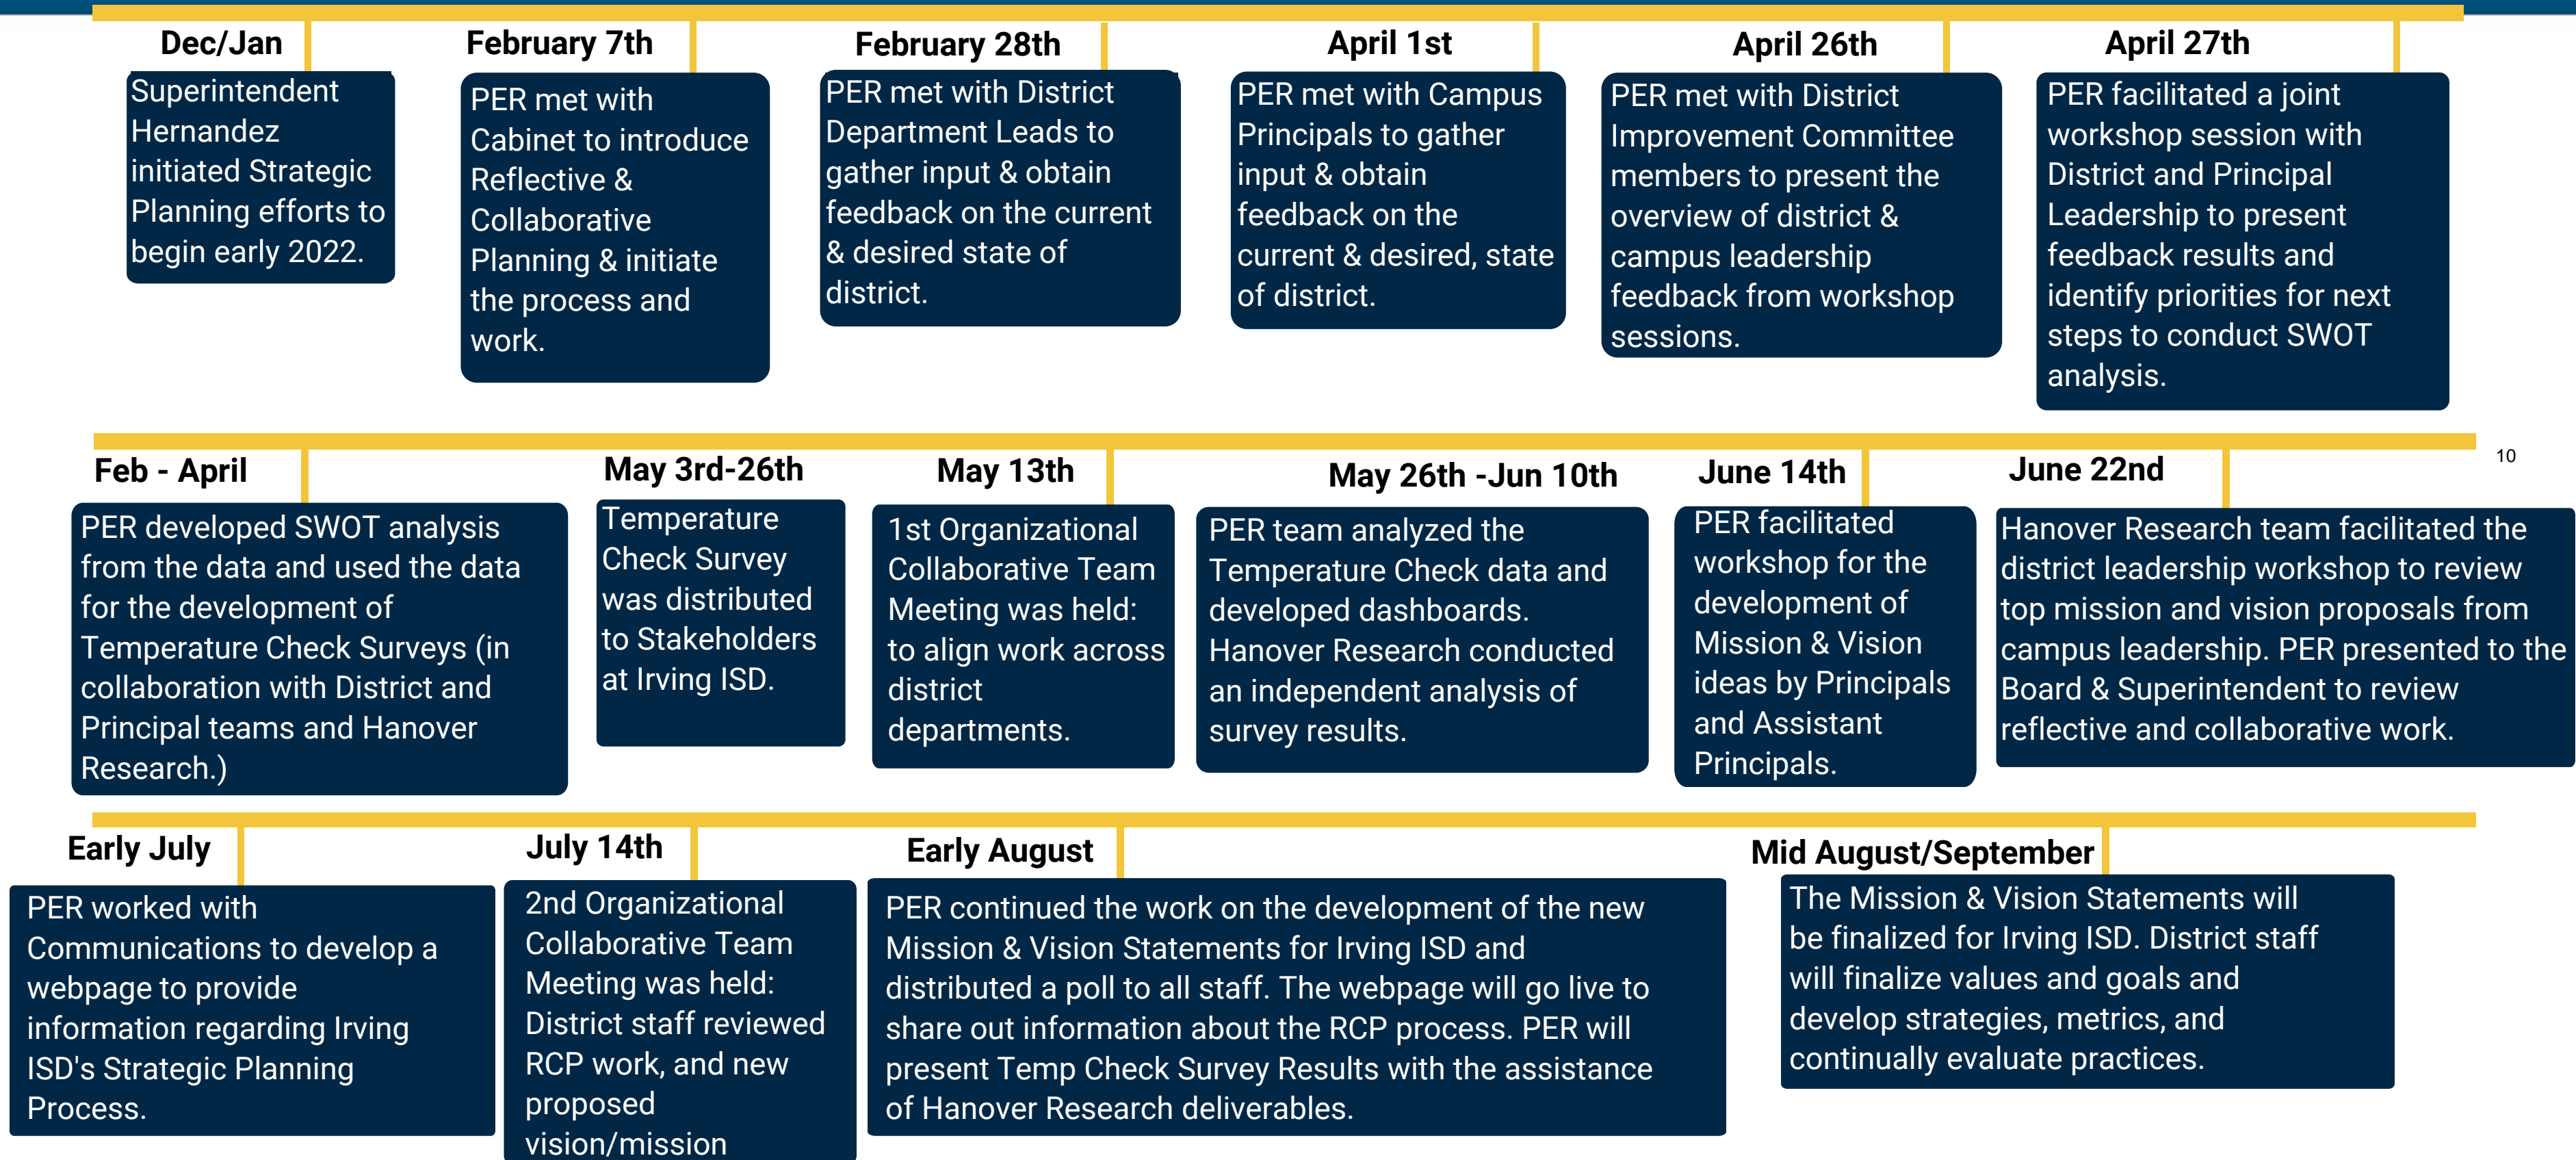 Dec/Jan
Superintendent
Hernandez
initiated Strategic
Planning efforts to
begin early 2022.
February 7th
PER met with
Cabinet to introduce
Reflective &
Collaborative
Planning & initiate
the process and
work.
February 28th
PER met with District
Department Leads to
gather input & obtain
feedback on the current
& desired state of
district.
April 1st
PER met with Campus
Principals to gather
input & obtain
feedback on the
current & desired, state
of district.
April 26th
PER met with District
Improvement Committee
members to present the
overview of district &
campus leadership
feedback from workshop
sessions.
April 27th
PER facilitated a joint
workshop session with
District and Principal
Leadership to present
feedback results and
identify priorities for next
steps to conduct SWOT
analysis.
Feb - April
PER developed SWOT analysis
from the data and used the data
for the development of
Temperature Check Surveys (in
collaboration with District and
Principal teams and Hanover
Research.)
May 3rd-26th
Temperature
Check Survey
was distributed
to Stakeholders
at Irving ISD.
May 13th
1st Organizational
Collaborative Team
Meeting was held:
to align work across
district
departments.
May 26th -Jun 10th
PER team analyzed the
Temperature Check data and
developed dashboards.
Hanover Research conducted
an independent analysis of
survey results.
June 14th
PER facilitated
workshop for the
development of
Mission & Vision
ideas by Principals
and Assistant
Principals.
June 22nd
Hanover Research team facilitated the
district leadership workshop to review
top mission and vision proposals from
campus leadership. PER presented to the
Board & Superintendent to review
reflective and collaborative work.
10
Early July
PER worked with
Communications to develop a
webpage to provide
information regarding Irving
ISD's Strategic Planning
Process.
July 14th
2nd Organizational
Collaborative Team
Meeting was held:
District staff reviewed
RCP work, and new
proposed
vision/mission
Early August
PER continued the work on the development of the new
Mission & Vision Statements for Irving ISD and
distributed a poll to all staff. The webpage will go live to
share out information about the RCP process. PER will
present Temp Check Survey Results with the assistance
of Hanover Research deliverables.
Mid August/September
The Mission & Vision Statements will
be finalized for Irving ISD. District staff
will finalize values and goals and
develop strategies, metrics, and
continually evaluate practices.